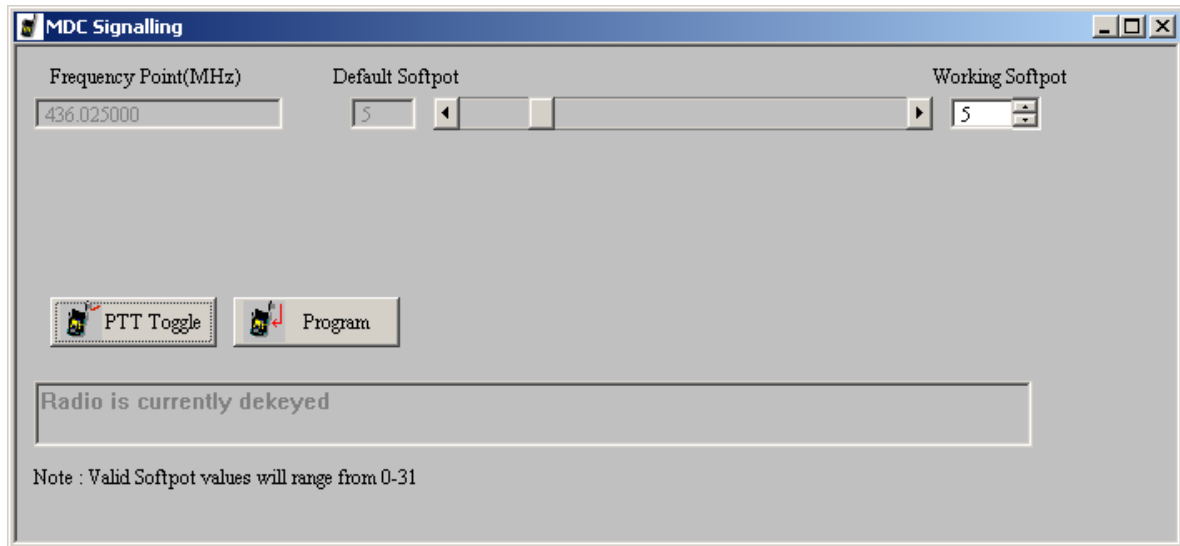 MDC Signalling
Frequency Point(MHz) Default Softpot Working Softpot
436.025000 5 5
PTT Toggle Program
Radio is currently dekeyed
Note : Valid Softpot values will range from 0-31